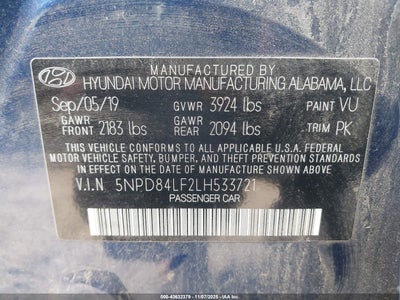 MANUFACTURED BY
HYUNDAI MOTOR MANUFACTURING ALABAMA, LLC
Sep/05/19 GVWR 3924 lbs PAINT VU
GAWR FRONT 2183 lbs GAWR REAR 2094 lbs TRIM PK
THIS VEHICLE CONFORMS TO ALL APPLICABLE U.S.A. FEDERAL
MOTOR VEHICLE SAFETY, BUMPER, AND THEFT PREVENTION STANDARDS
IN EFFECT ON THE DATE OF MANUFACTURE SHOWN ABOVE.
V.I.N 5NPD84LF2LH533721
PASSENGER CAR
500-43632379 - 11/07/2025 - IAA Inc.